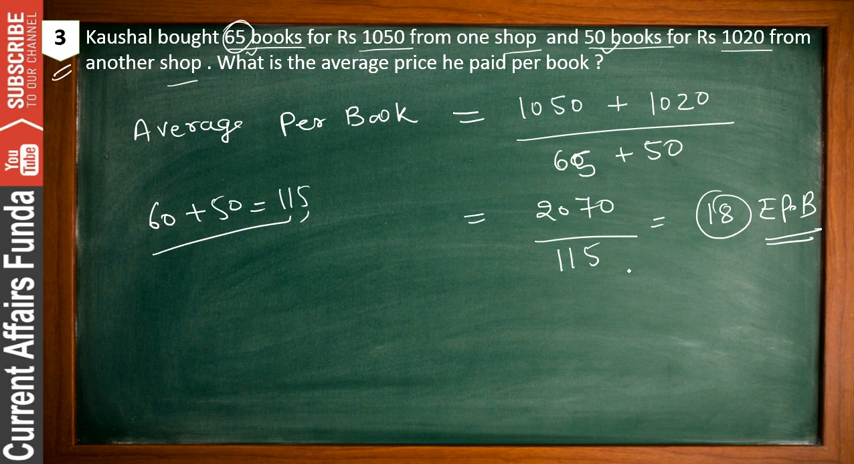 SUBSCRIBE
TO OUR CHANNEL
You Tube
Current Affairs Funda
3 Kaushal bought 65 books for Rs 1050 from one shop and 50 books for Rs 1020 from
another shop . What is the average price he paid per book ?
Average Per Book = 1050 + 1020
65 + 50
60 + 50 = 115
= 2070 = 18
115 .